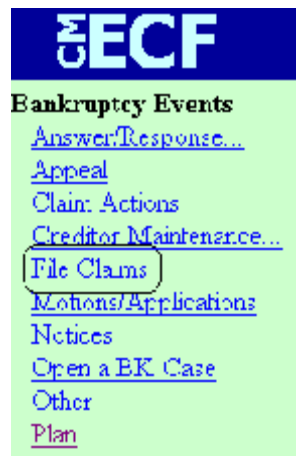 CM ECF
Bankruptcy Events
Answer/Response...
Appeal
Claim Actions
Creditor Maintenance...
File Claims
Motions/Applications
Notices
Open a BK Case
Other
Plan